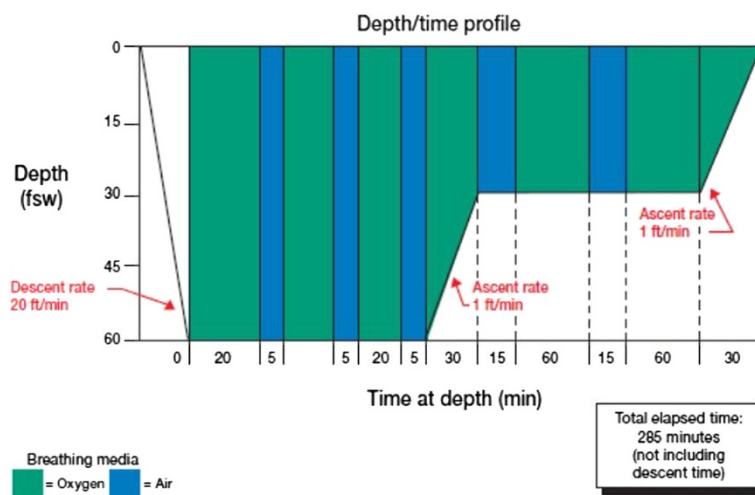 Depth/time profile
0
15
30
45
60
Depth
(fsw)
Descent rate
20 ft/min
Ascent rate
1 ft/min
Ascent rate
1 ft/min
0 20 5 5 20 5 30 15 60 15 60 30
Time at depth (min)
Total elapsed time:
285 minutes
(not including
descent time)
Breathing media
= Oxygen = Air